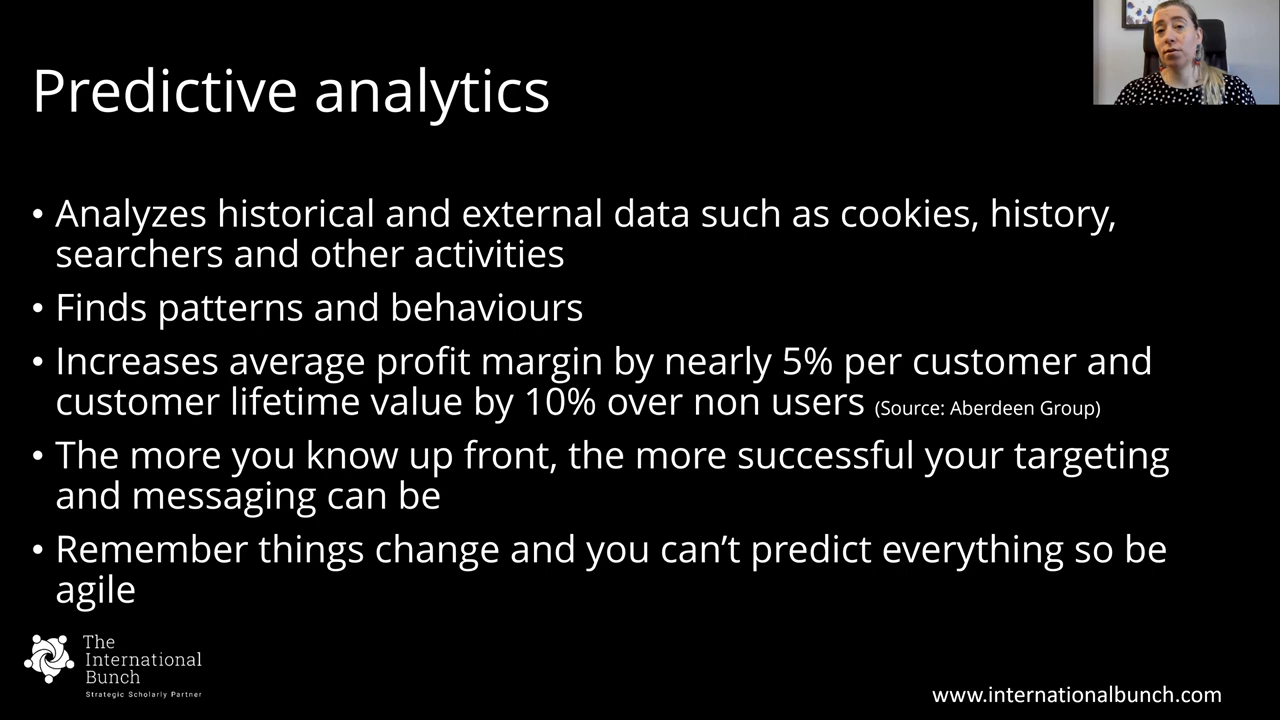 Predictive analytics
• Analyzes historical and external data such as cookies, history,
searchers and other activities
• Finds patterns and behaviours
• Increases average profit margin by nearly 5% per customer and
customer lifetime value by 10% over non users (Source: Aberdeen Group)
• The more you know up front, the more successful your targeting
and messaging can be
• Remember things change and you can’t predict everything so be
agile
The
International
Bunch
Strategic Scholarly Partner
www.internationalbunch.com